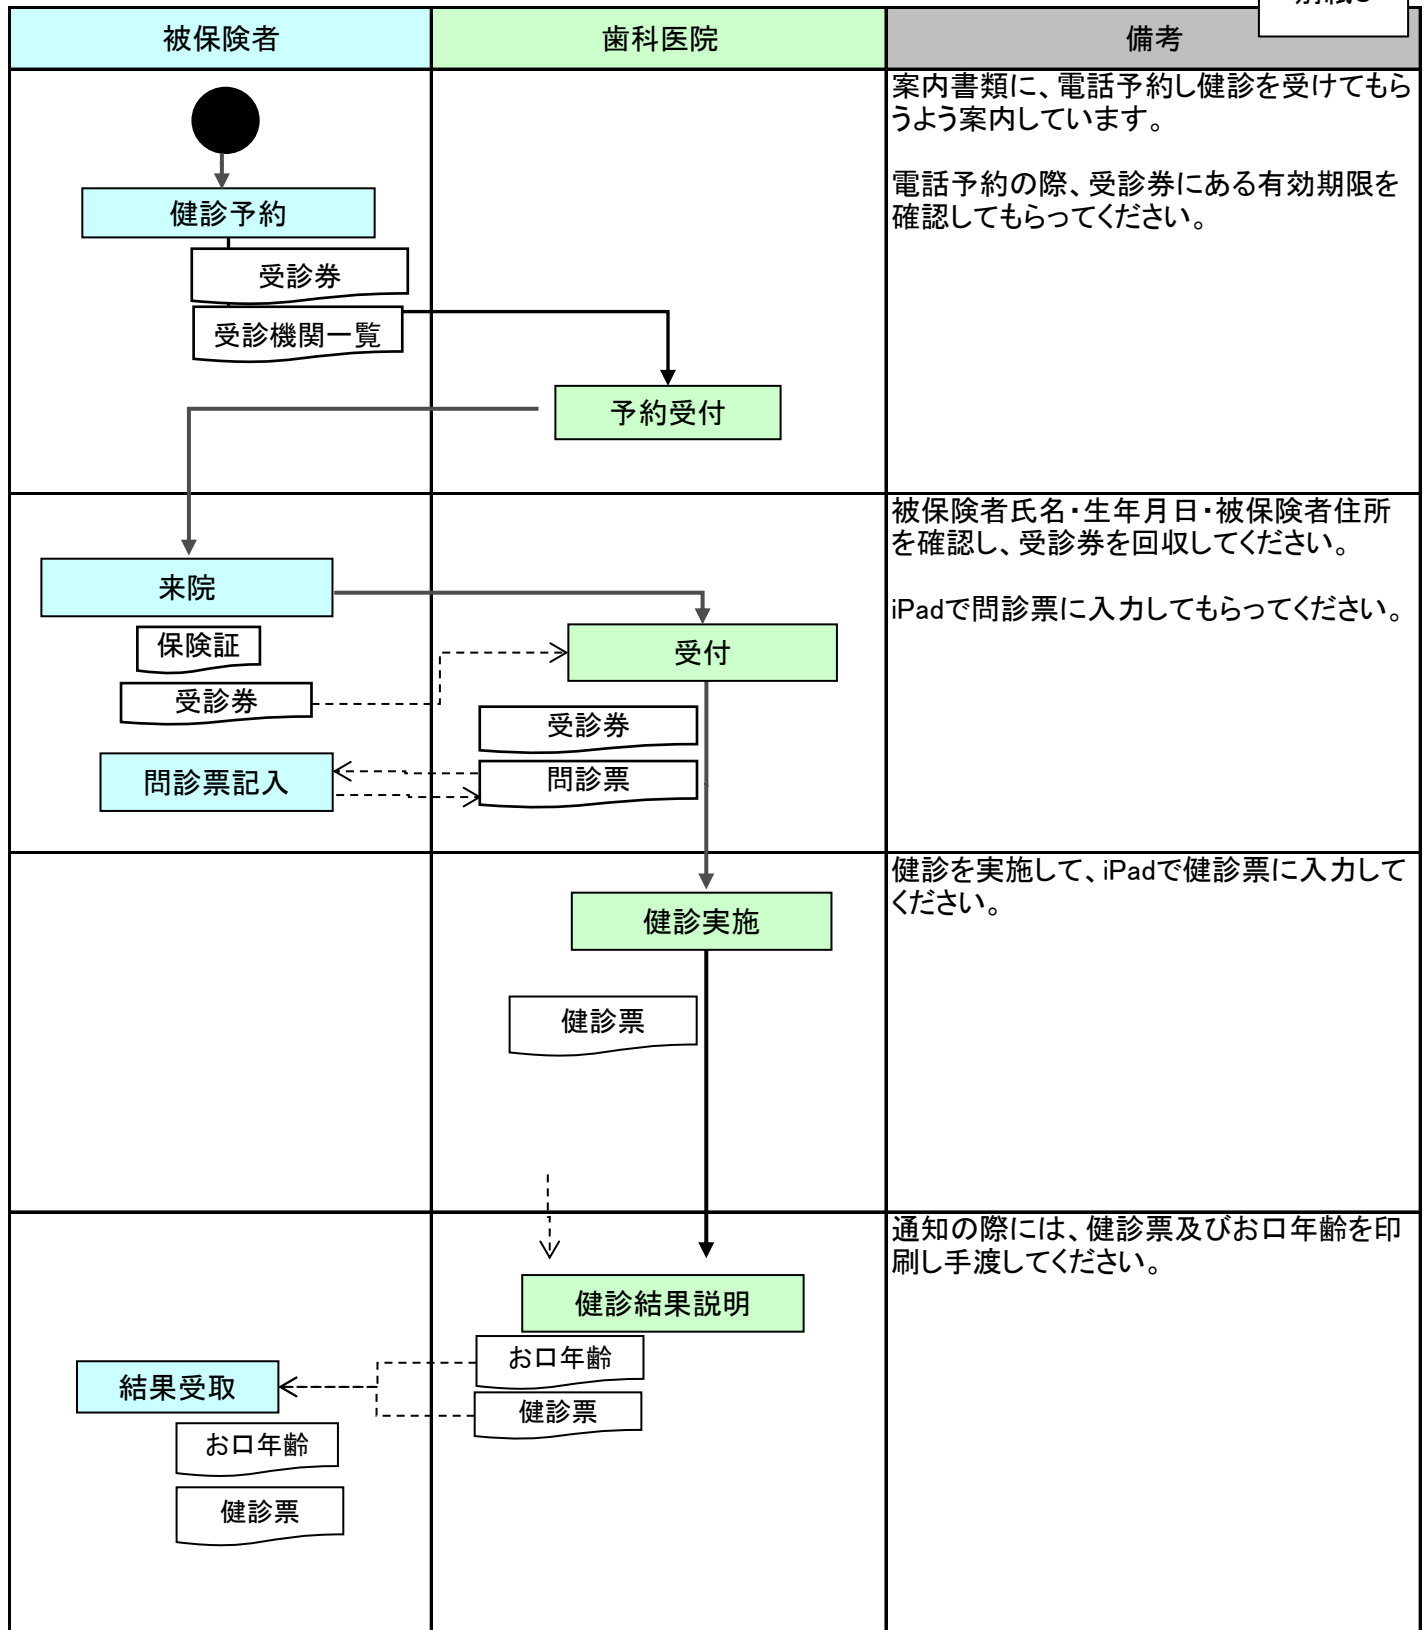 被保険者
歯科医院
備考
案内書類に、電話予約し健診を受けてもら
うよう案内しています。
電話予約の際、受診券にある有効期限を
確認してもらってください。
健診予約
受診券
受診機関一覧
予約受付
被保険者氏名・生年月日・被保険者住所
を確認し、受診券を回収してください。
iPadで問診票に入力してもらってください。
来院
保険証
受診券
受付
受診券
問診票記入
問診票
健診を実施して、iPadで健診票に入力して
ください。
健診実施
健診票
通知の際には、健診票及びお口年齢を印
刷し手渡してください。
健診結果説明
お口年齢
健診票
結果受取
お口年齢
健診票